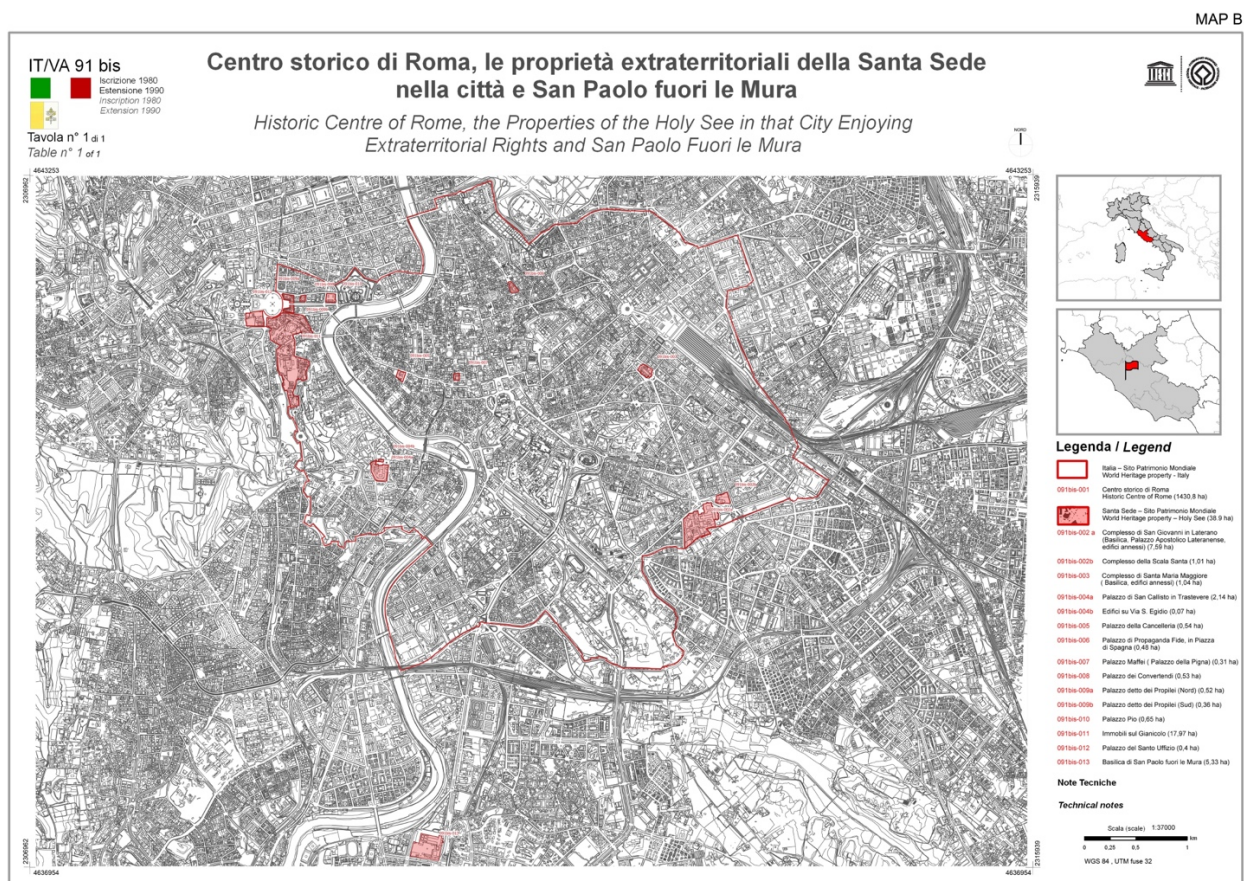 MAP B
IT/VA 91 bis
Iscrizione 1980
Estensione 1990
Inscription 1980
Extension 1990
Tavola n° 1 di 1
Table n° 1 of 1
Centro storico di Roma, le proprietà extraterritoriali della Santa Sede
nella città e San Paolo fuori le Mura
Historic Centre of Rome, the Properties of the Holy See in that City Enjoying
Extraterritorial Rights and San Paolo Fuori le Mura
NORD
4643253
4643253
2306962
2315939
2306962
2315939
4636954
4636954
Legenda / Legend
Italia – Sito Patrimonio Mondiale
World Heritage property - Italy
091bis-001 Centro storico di Roma
Historic Centre of Rome (1430,8 ha)
Santa Sede – Sito Patrimonio Mondiale
World Heritage property – Holy See (38.9 ha)
091bis-002 a Complesso di San Giovanni in Laterano
(Basilica, Palazzo Apostolico Lateranense,
edifici annessi) (7,59 ha)
091bis-002b Complesso della Scala Santa (1,01 ha)
091bis-003 Complesso di Santa Maria Maggiore
( Basilica, edifici annessi) (1,04 ha)
091bis-004a Palazzo di San Callisto in Trastevere (2,14 ha)
091bis-004b Edifici su Via S. Egidio (0,07 ha)
091bis-005 Palazzo della Cancelleria (0,54 ha)
091bis-006 Palazzo di Propaganda Fide, in Piazza
di Spagna (0,48 ha)
091bis-007 Palazzo Maffei ( Palazzo della Pigna) (0,31 ha)
091bis-008 Palazzo dei Convertendi (0,53 ha)
091bis-009a Palazzo detto dei Propilei (Nord) (0,52 ha)
091bis-009b Palazzo detto dei Propilei (Sud) (0,36 ha)
091bis-010 Palazzo Pio (0,65 ha)
091bis-011 Immobili sul Gianicolo (17,97 ha)
091bis-012 Palazzo del Santo Uffizio (0,4 ha)
091bis-013 Basilica di San Paolo fuori le Mura (5,33 ha)
Note Tecniche
Technical notes
Scala (scale) 1:37000
km
0 0,25 0,5 1
WGS 84 , UTM fuse 32